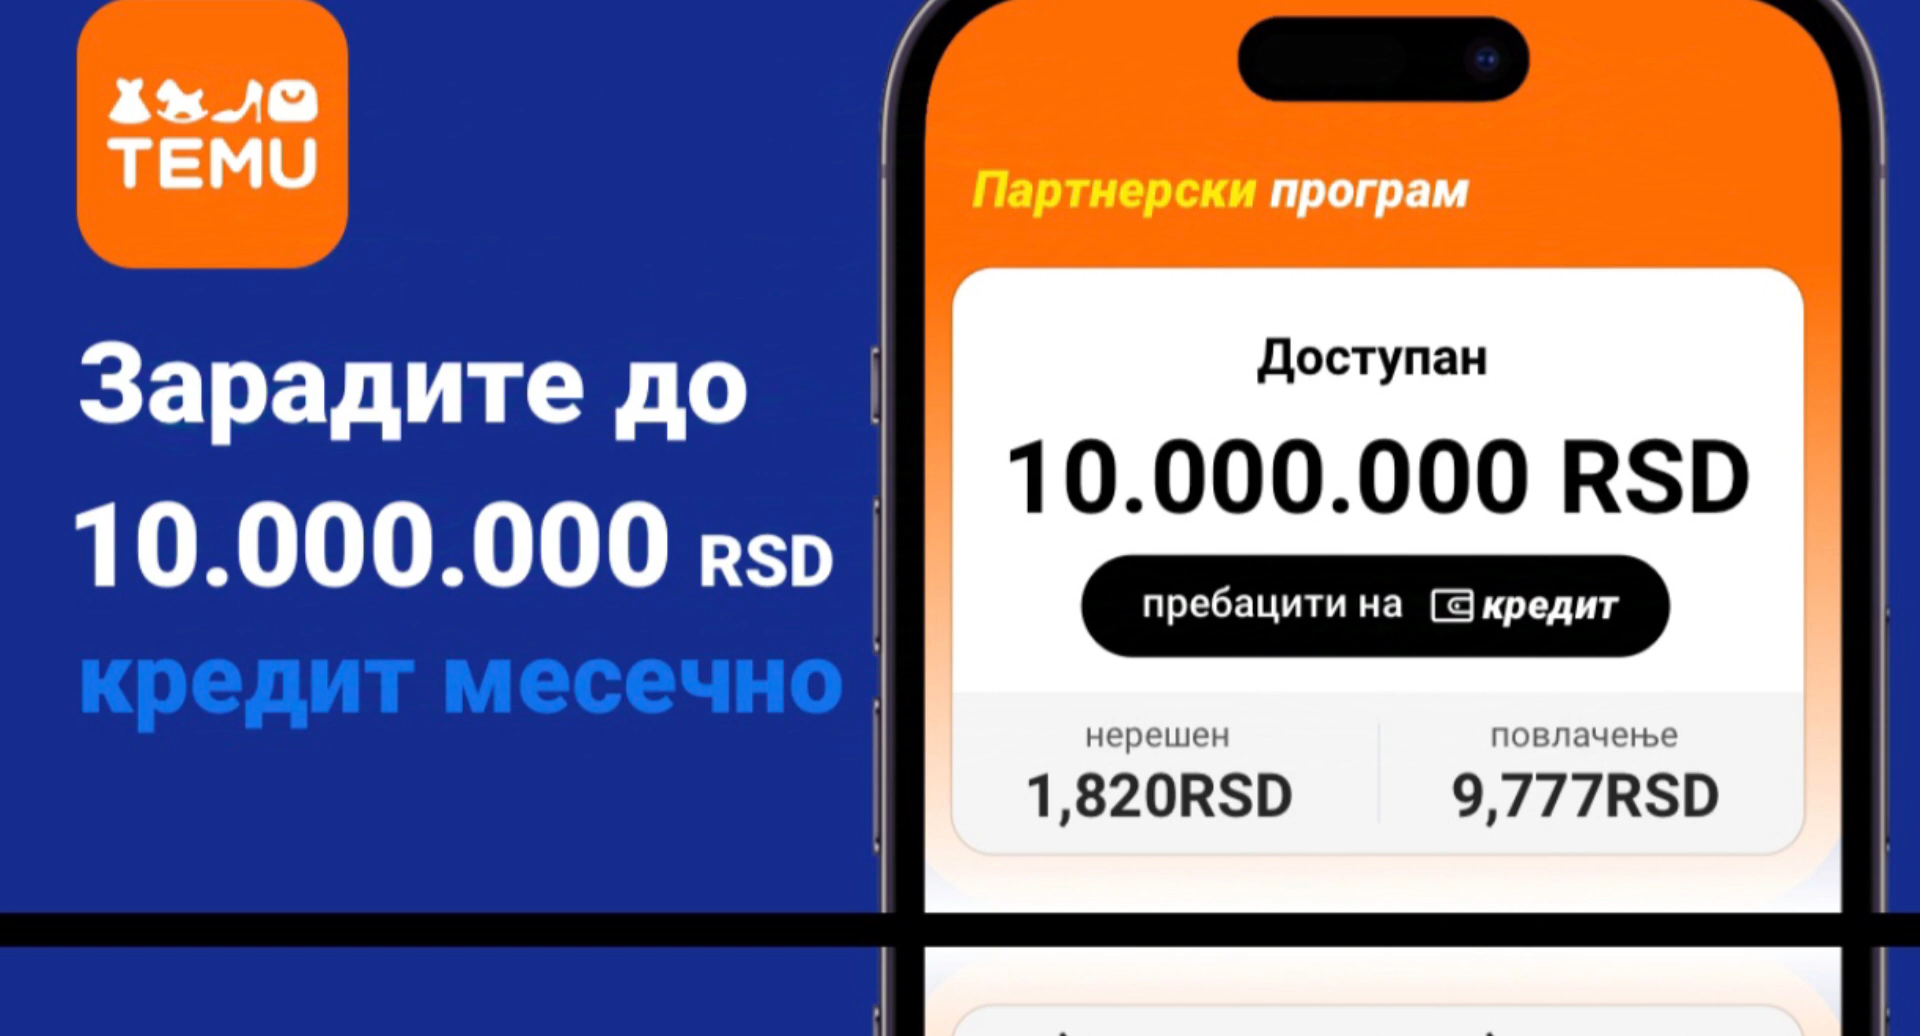 TEMU
Зарадите до
10.000.000 RSD
кредит месечно
Партнерски програм
Доступан
10.000.000 RSD
пребацити на кредит
нерешен
1,820RSD
повлачење
9,777RSD